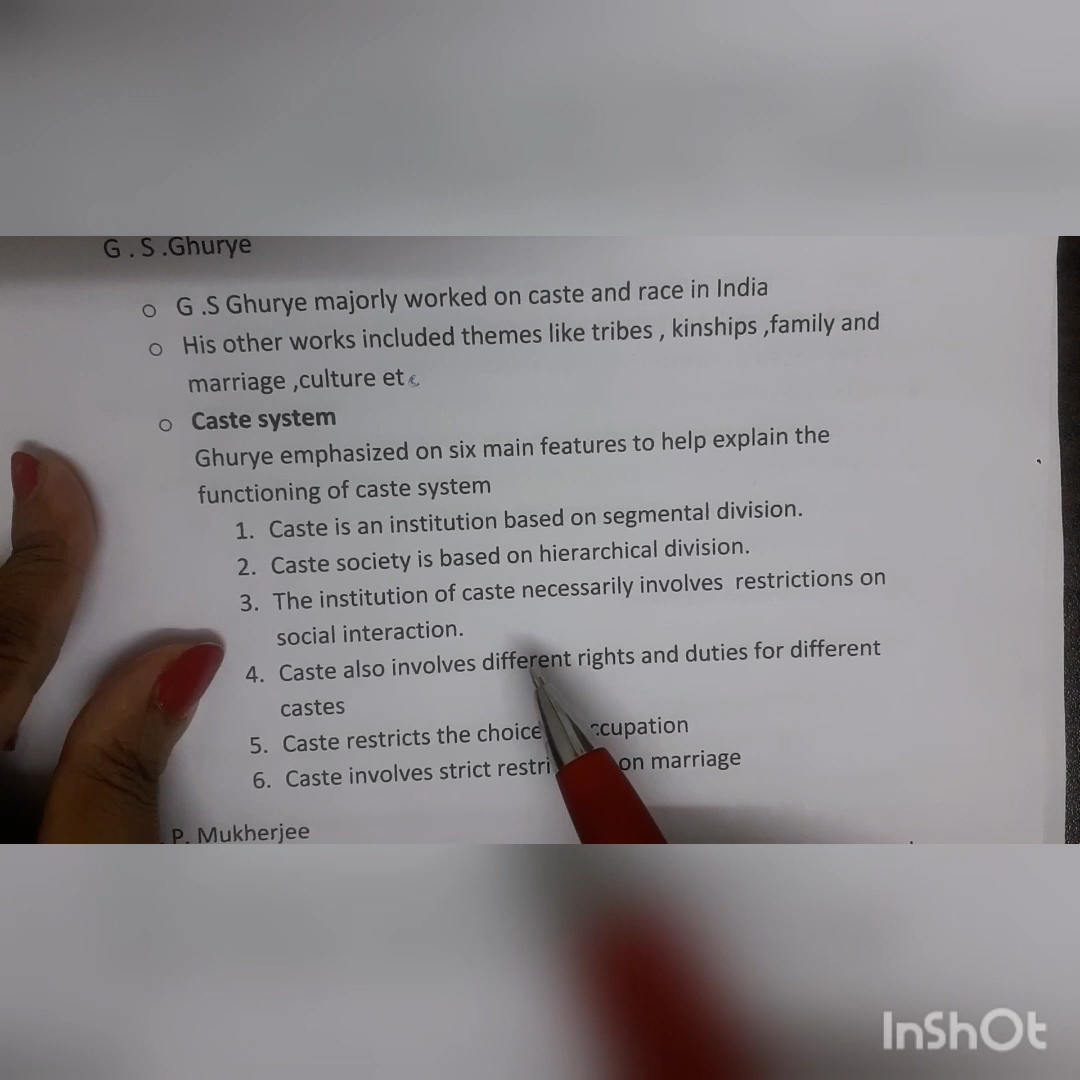 G . S .Ghurye
o G .S Ghurye majorly worked on caste and race in India
o His other works included themes like tribes , kinships ,family and
marriage ,culture etc
o Caste system
Ghurye emphasized on six main features to help explain the
functioning of caste system
1. Caste is an institution based on segmental division.
2. Caste society is based on hierarchical division.
3. The institution of caste necessarily involves restrictions on
social interaction.
4. Caste also involves different rights and duties for different
castes
5. Caste restricts the choice ccupation
6. Caste involves strict restri on marriage
P. Mukherjee
InShOt